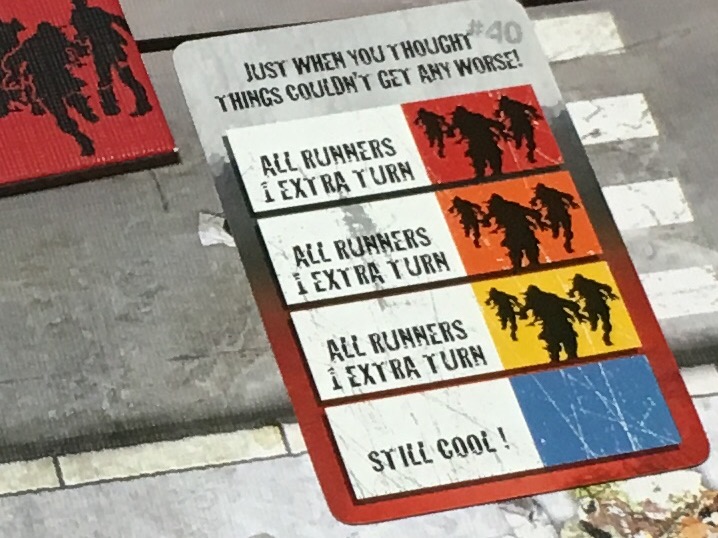 #40
JUST WHEN YOU THOUGHT
THINGS COULDN'T GET ANY WORSE!
ALL RUNNERS
1 EXTRA TURN
ALL RUNNERS
1 EXTRA TURN
ALL RUNNERS
1 EXTRA TURN
STILL COOL!